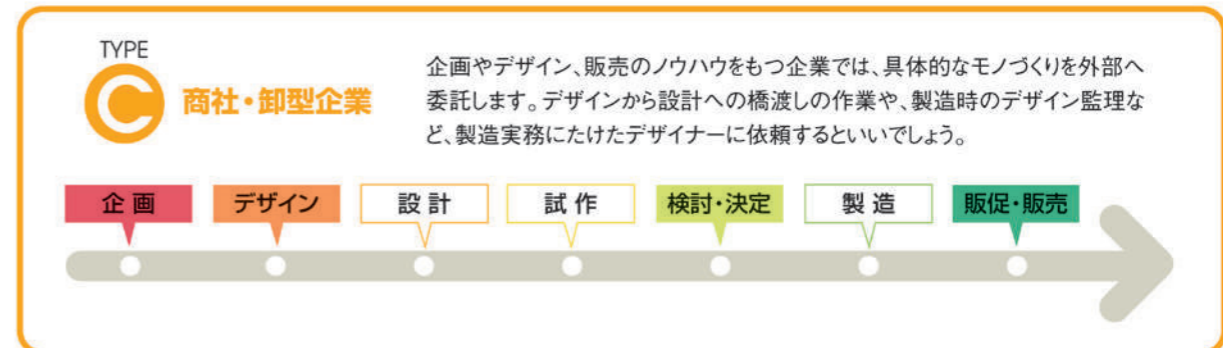 TYPE
C 商社・卸型企業
企画やデザイン、販売のノウハウをもつ企業では、具体的なモノづくりを外部へ
委託します。デザインから設計への橋渡しの作業や、製造時のデザイン監理な
ど、製造実務にたけたデザイナーに依頼するといいでしょう。
企画 デザイン 設計 試作 検討・決定 製造 販促・販売